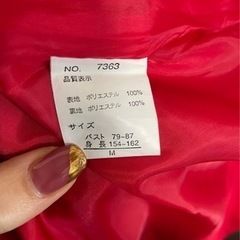 NO. 7363
品質表示
表地 ポリエステル 100%
裏地 ポリエステル 100%
サイズ
バスト 79-87
身長 154-162
M